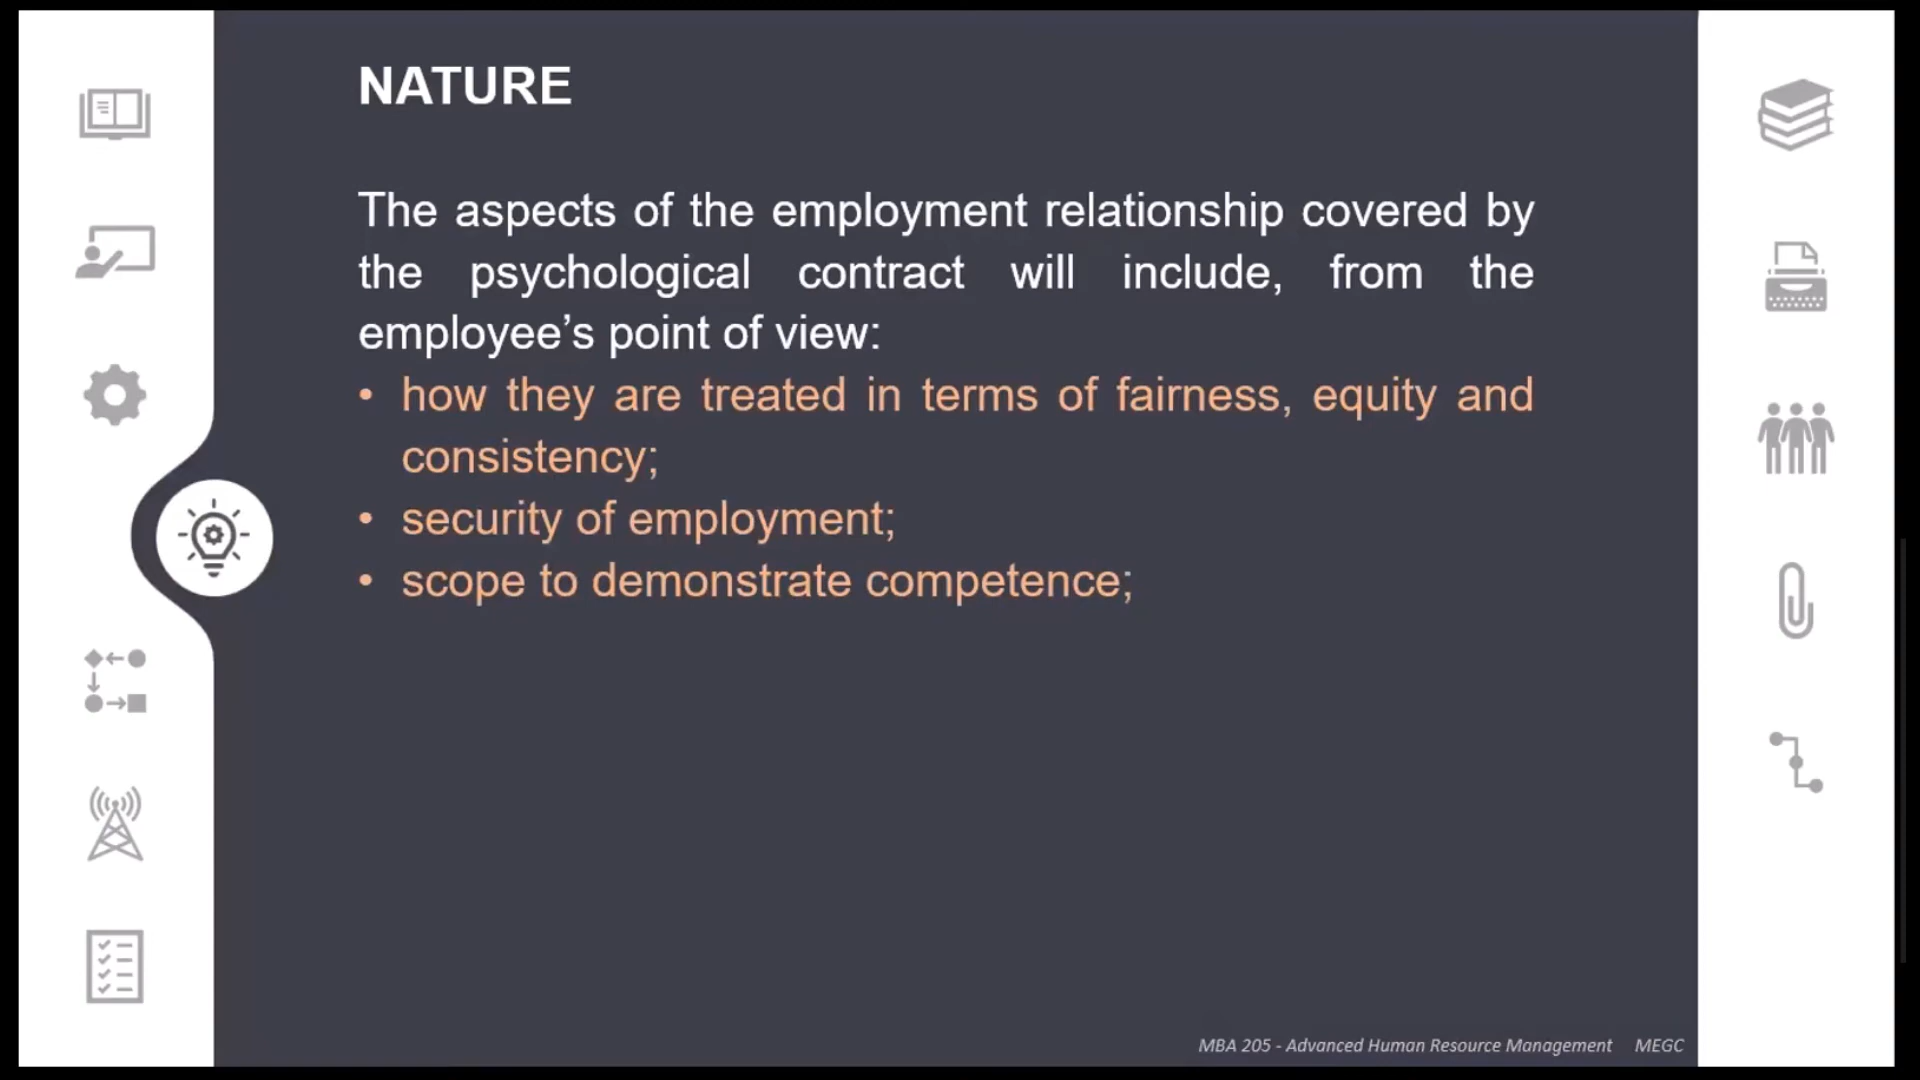 NATURE
The aspects of the employment relationship covered by
the psychological contract will include, from the
employee’s point of view:
• how they are treated in terms of fairness, equity and
consistency;
• security of employment;
• scope to demonstrate competence;
MBA 205 - Advanced Human Resource Management MEGC